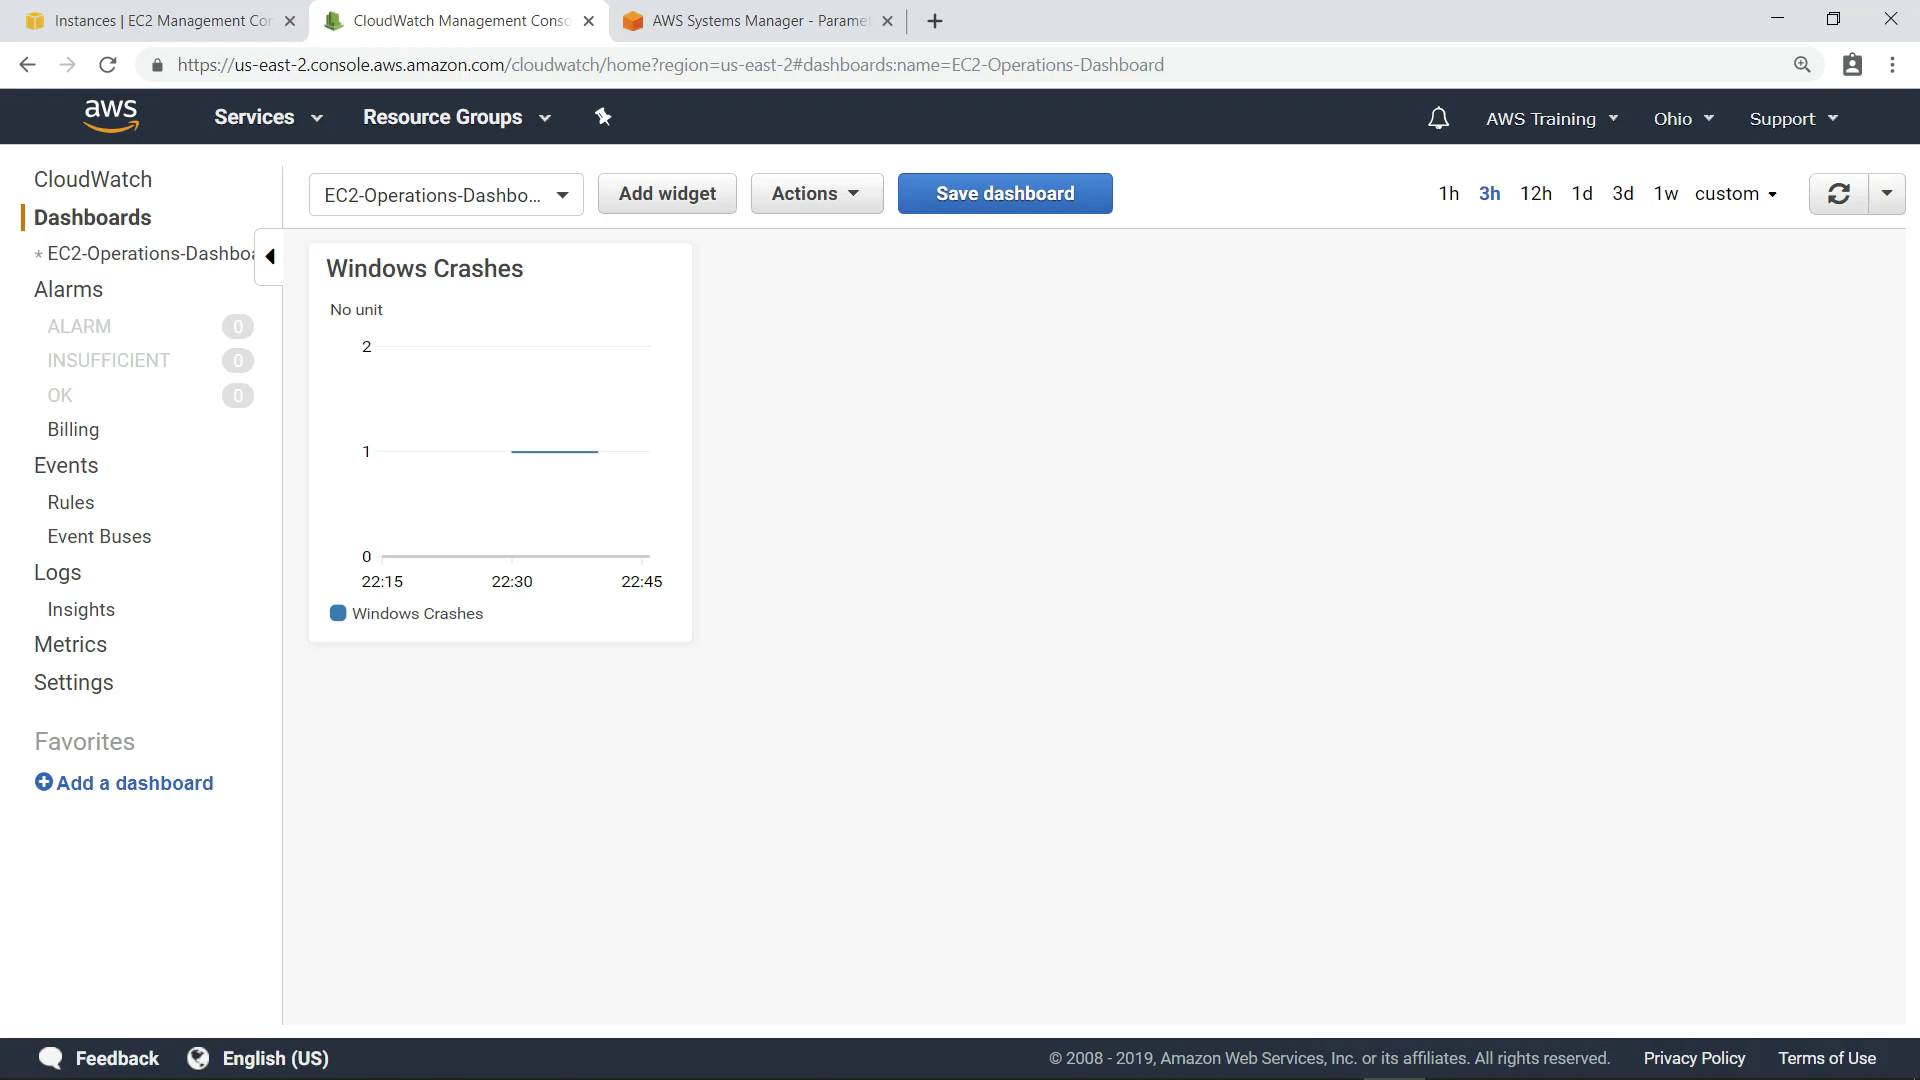 Instances | EC2 Management Con
CloudWatch Management Conso
AWS Systems Manager - Paramet
https://us-east-2.console.aws.amazon.com/cloudwatch/home?region=us-east-2#dashboards:name=EC2-Operations-Dashboard
aws
Services
Resource Groups
AWS Training
Ohio
Support
CloudWatch
Dashboards
* EC2-Operations-Dashboa
Alarms
ALARM 0
INSUFFICIENT 0
OK 0
Billing
Events
Rules
Event Buses
Logs
Insights
Metrics
Settings
Favorites
Add a dashboard
EC2-Operations-Dashbo...
Add widget
Actions
Save dashboard
1h 3h 12h 1d 3d 1w custom
Windows Crashes
No unit
2
1
0
22:15 22:30 22:45
Windows Crashes
Feedback
English (US)
© 2008 - 2019, Amazon Web Services, Inc. or its affiliates. All rights reserved.
Privacy Policy
Terms of Use